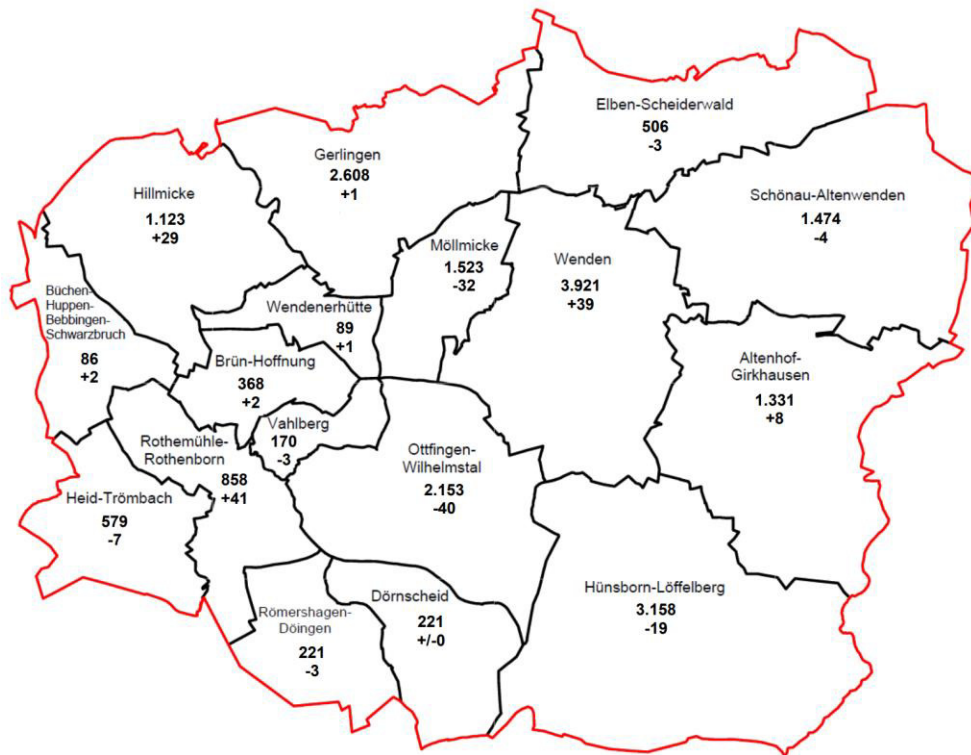 Elben-Scheiderwald
506
-3
Gerlingen
2.608
+1
Hillmicke
1.123
+29
Schönau-Altenwenden
1.474
-4
Möllmicke
1.523
-32
Wenden
3.921
+39
Büchen-
Huppen-
Bebbingen-
Schwarzbruch
86
+2
Wendenerhütte
89
+1
Brün-Hoffnung
368
+2
Altenhof-
Girkhausen
1.331
+8
Vahlberg
170
-3
Rothemühle-
Rothenborn
858
+41
Ottfingen-
Wilhelmstal
2.153
-40
Heid-Trömbach
579
-7
Hünsborn-Löffelberg
3.158
-19
Dörnscheid
221
+/-0
Römershagen-
Döingen
221
-3